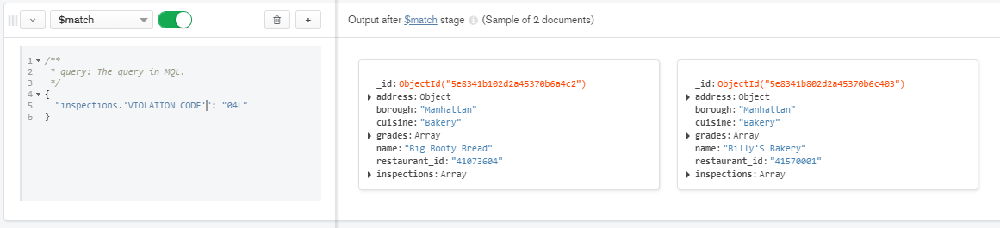 $match
+
Output after $match stage (Sample of 2 documents)
1 /**
2 * query: The query in MQL.
3 */
4 {
5 "inspections.'VIOLATION CODE'": "04L"
6 }
_id: ObjectId("5e8341b102d2a45370b6a4c2")
address: Object
borough: "Manhattan"
cuisine: "Bakery"
grades: Array
name: "Big Booty Bread"
restaurant_id: "41073604"
inspections: Array
_id: ObjectId("5e8341b802d2a45370b6c403")
address: Object
borough: "Manhattan"
cuisine: "Bakery"
grades: Array
name: "Billy'S Bakery"
restaurant_id: "41570001"
inspections: Array